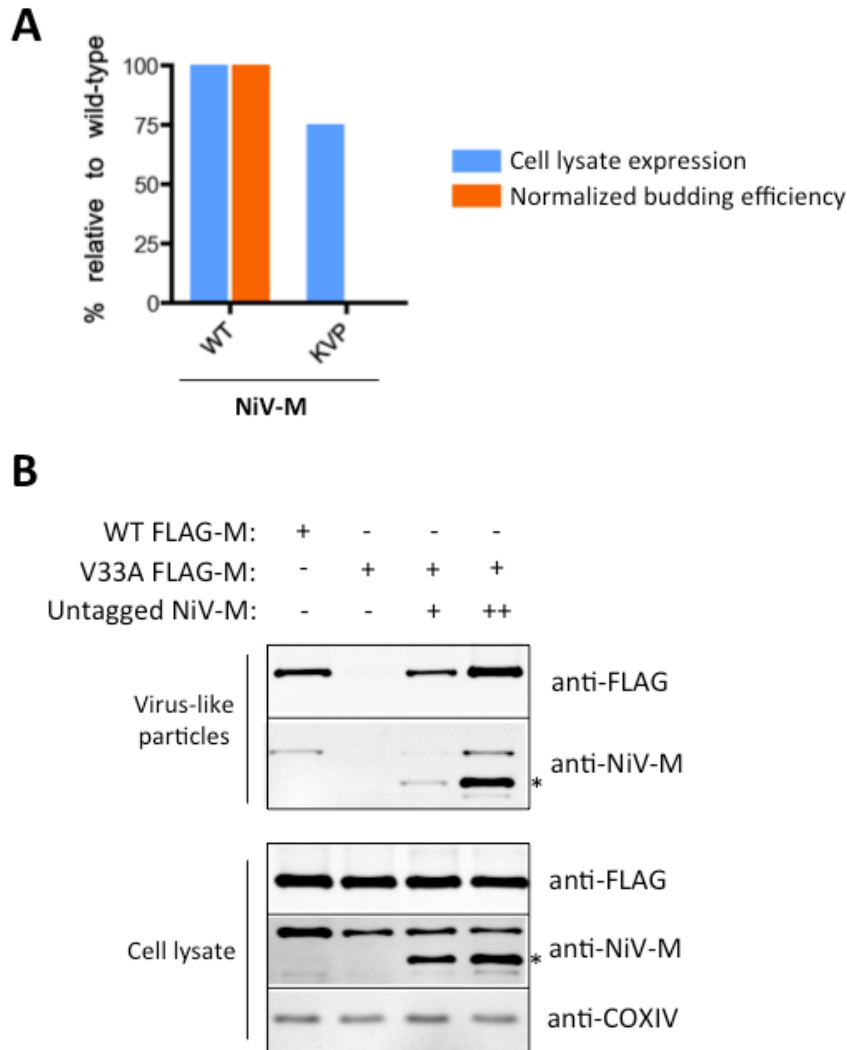 A
% relative to wild-type
100
75
50
25
0
WT
KVP
NiV-M
Cell lysate expression
Normalized budding efficiency
B
WT FLAG-M: + - - -
V33A FLAG-M: - + + +
Untagged NiV-M: - - + ++
Virus-like
particles
anti-FLAG
* anti-NiV-M
Cell lysate
anti-FLAG
* anti-NiV-M
anti-COXIV